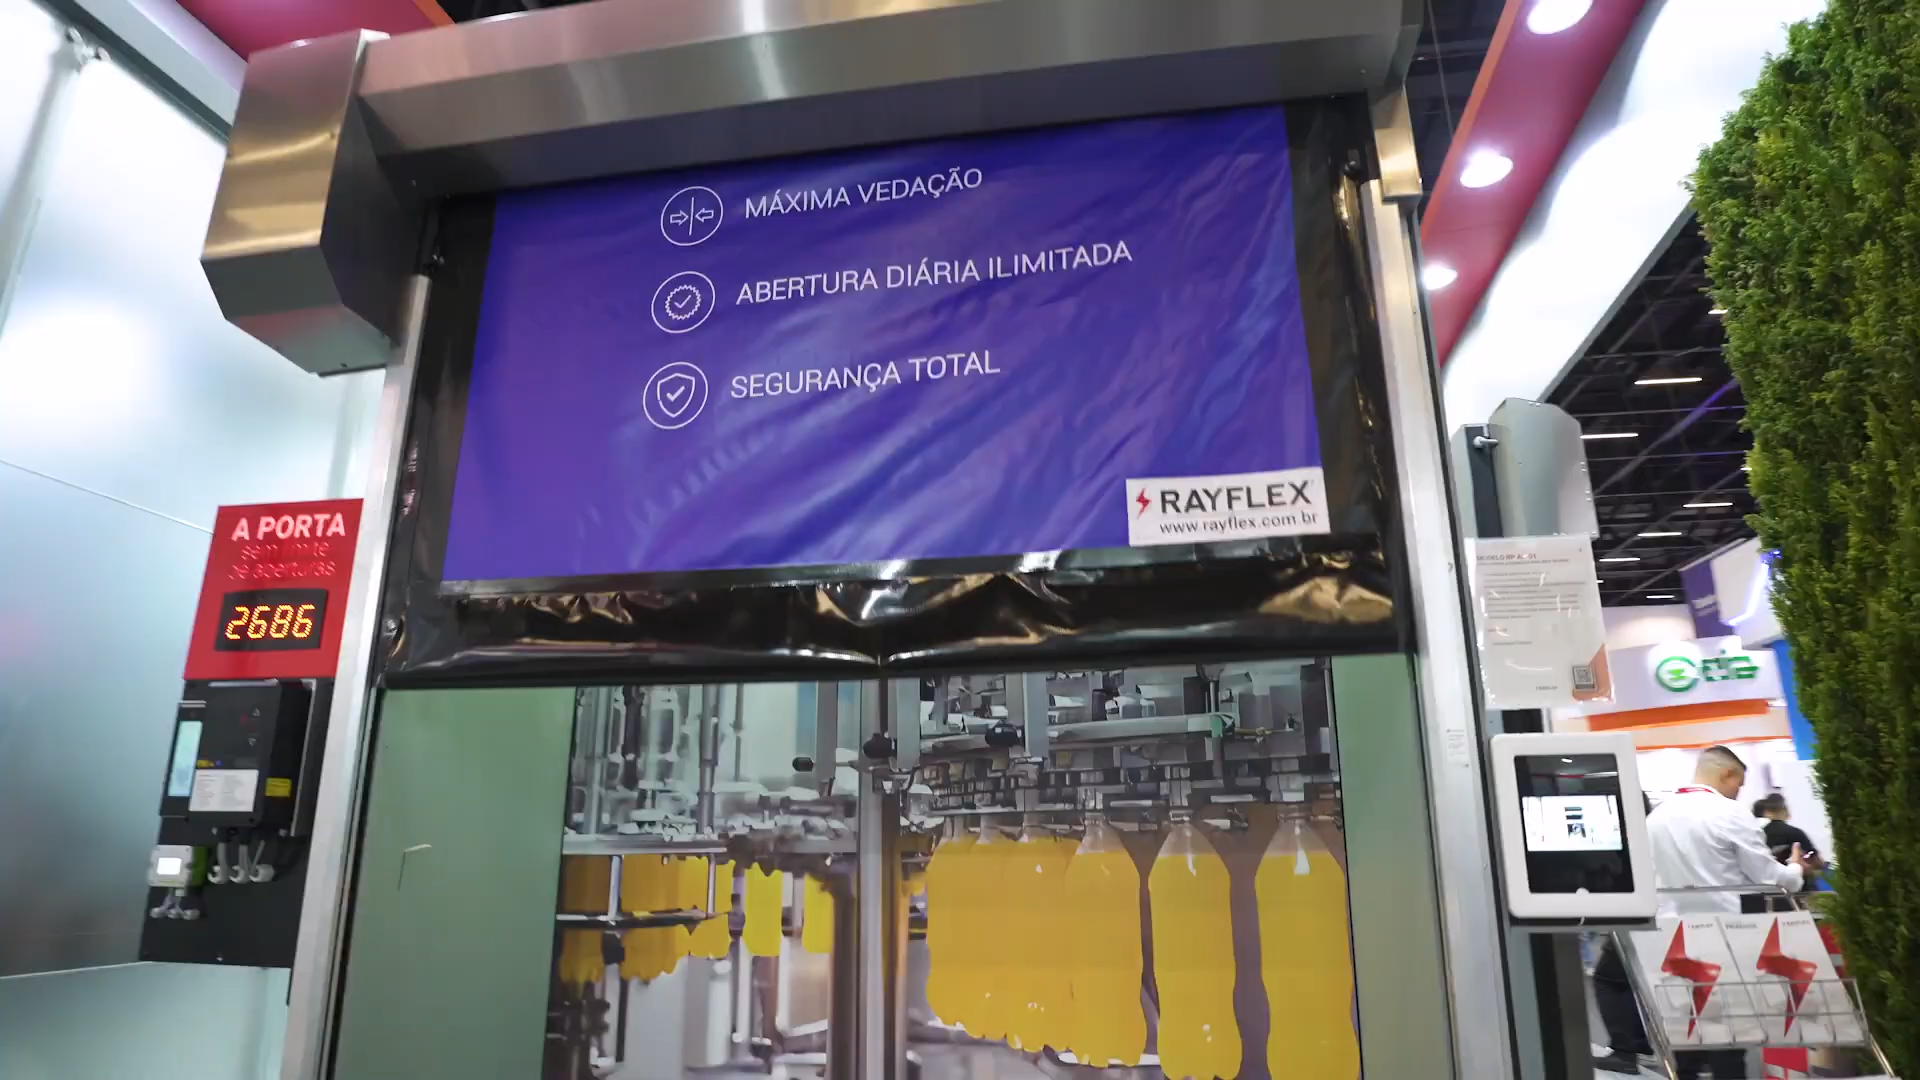 MÁXIMA VEDAÇÃO
ABERTURA DIÁRIA ILIMITADA
SEGURANÇA TOTAL
RAYFLEX
www.rayflex.com.br
A PORTA
sem limite
de aberturas
2686